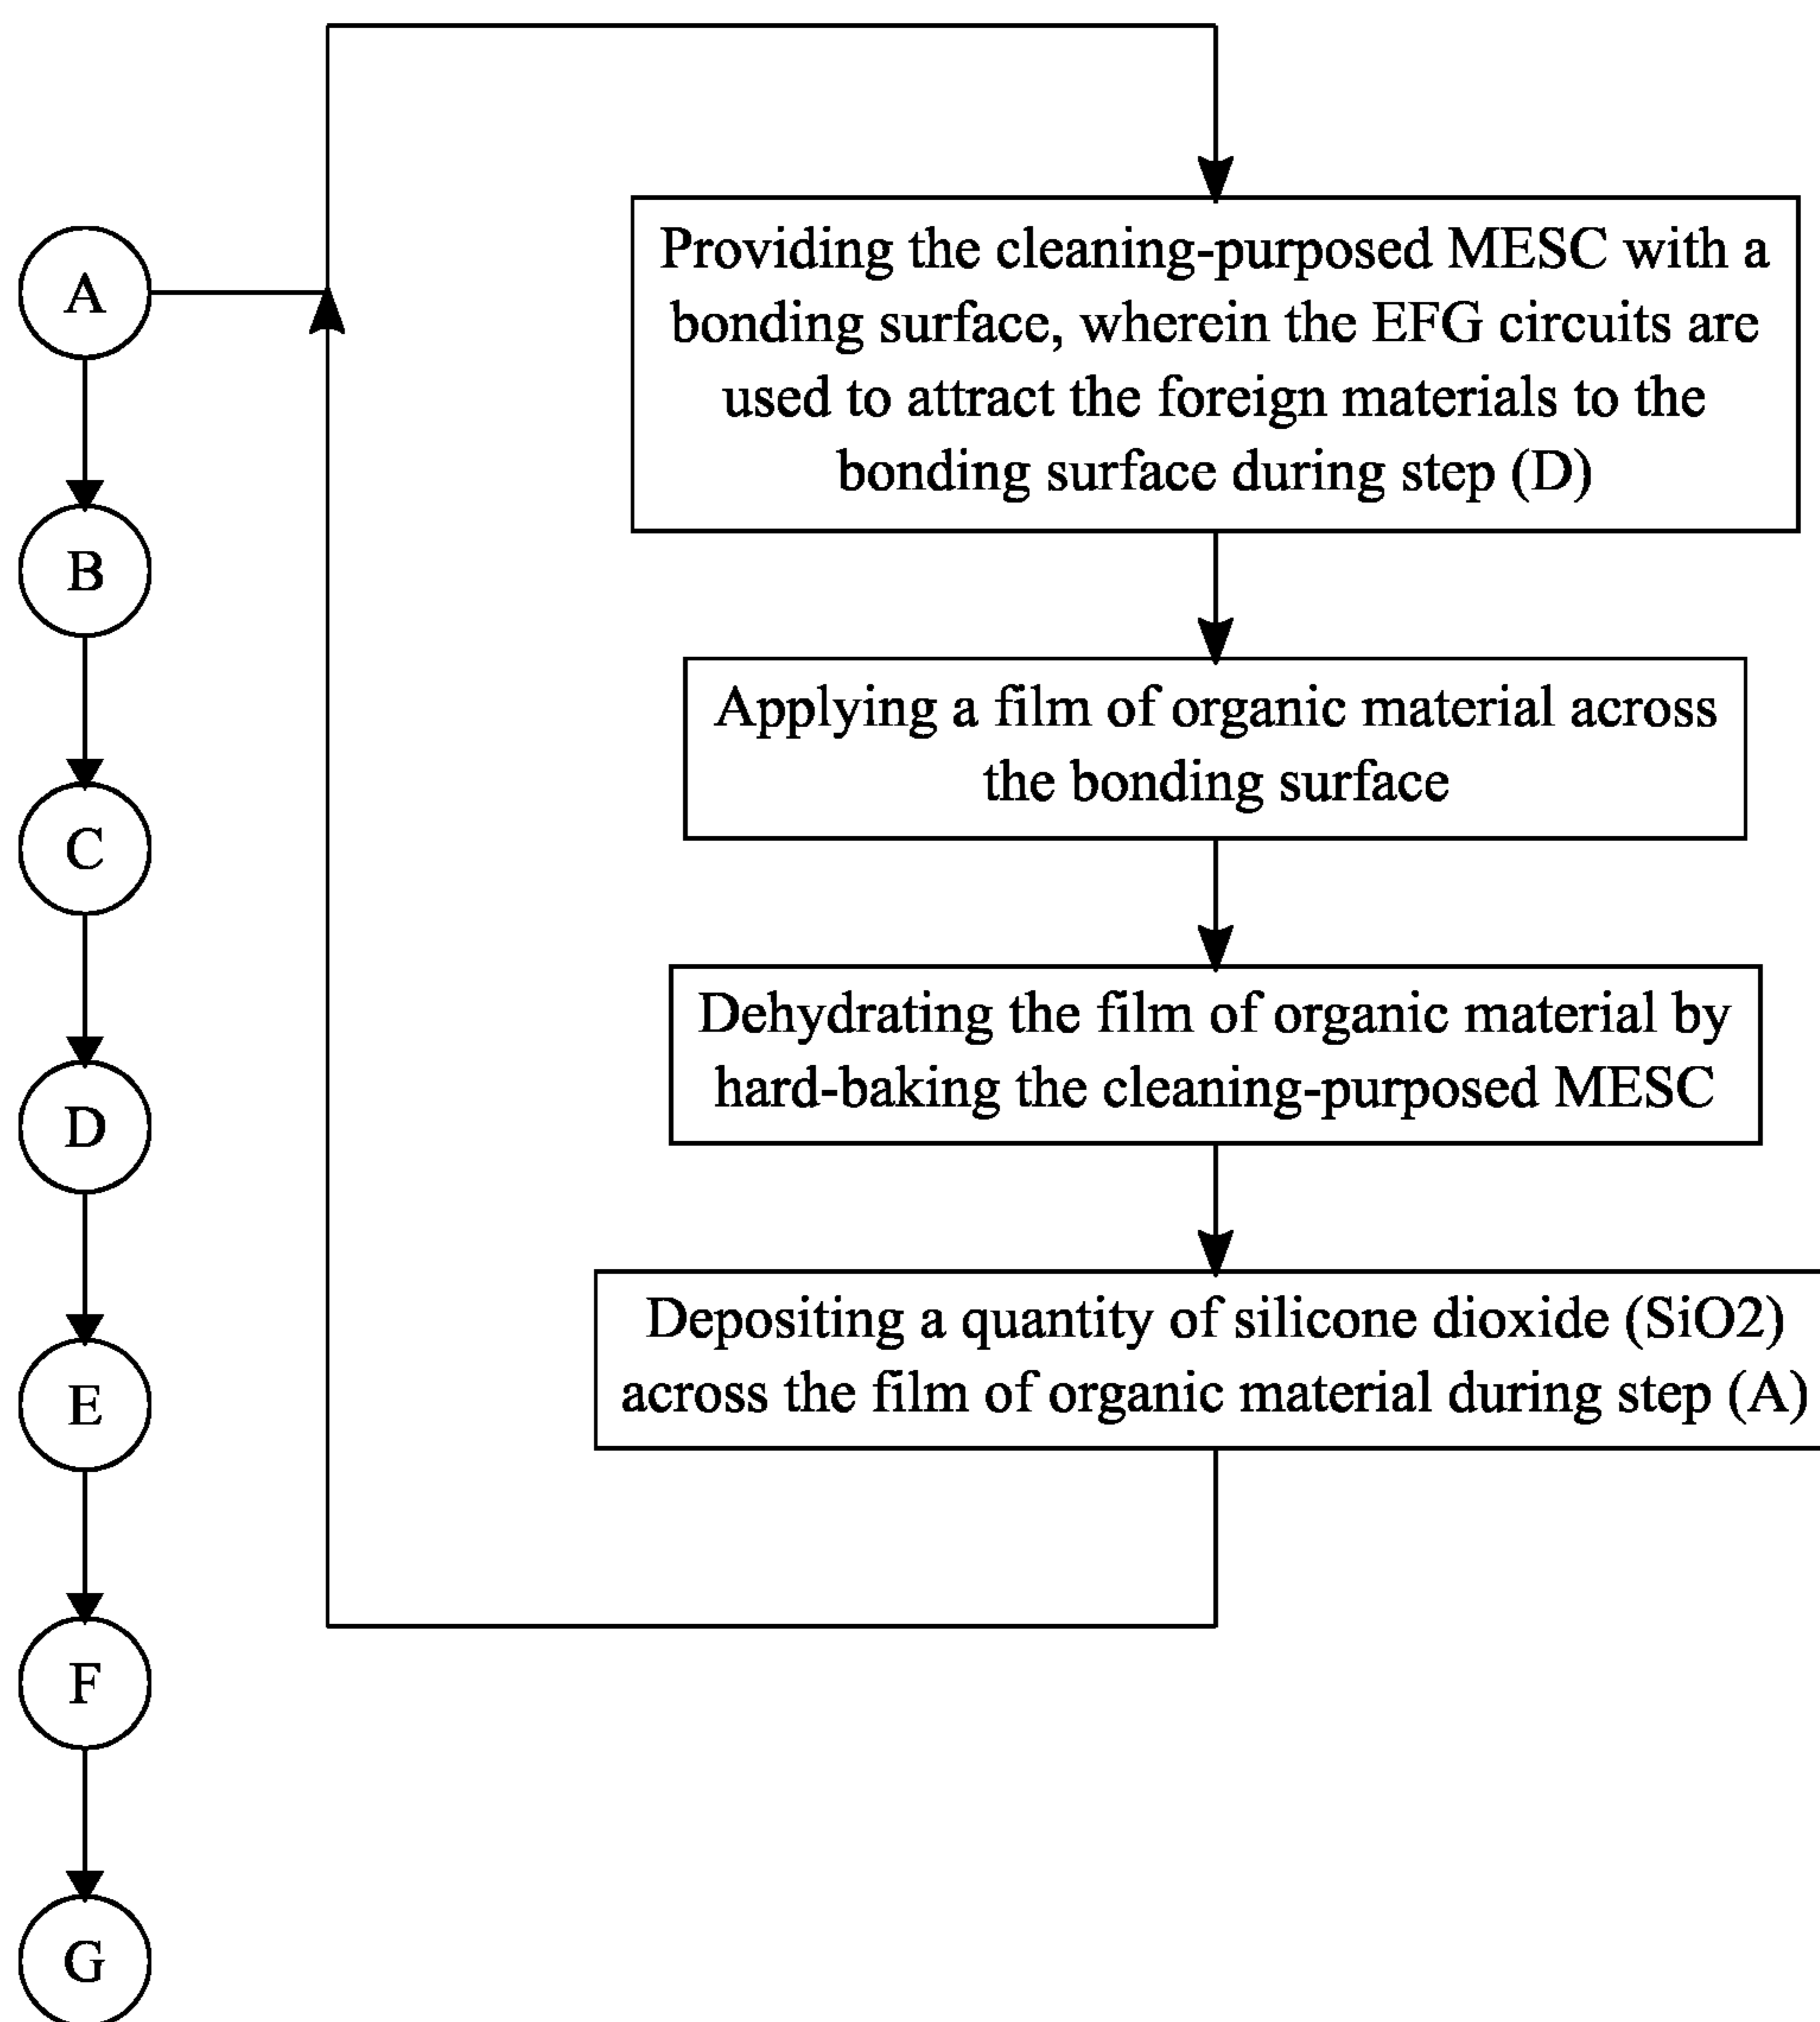 A
B
C
D
E
F
G
Providing the cleaning-purposed MESC with a
bonding surface, wherein the EFG circuits are
used to attract the foreign materials to the
bonding surface during step (D)
Applying a film of organic material across
the bonding surface
Dehydrating the film of organic material by
hard-baking the cleaning-purposed MESC
Depositing a quantity of silicone dioxide (SiO2)
across the film of organic material during step (A)